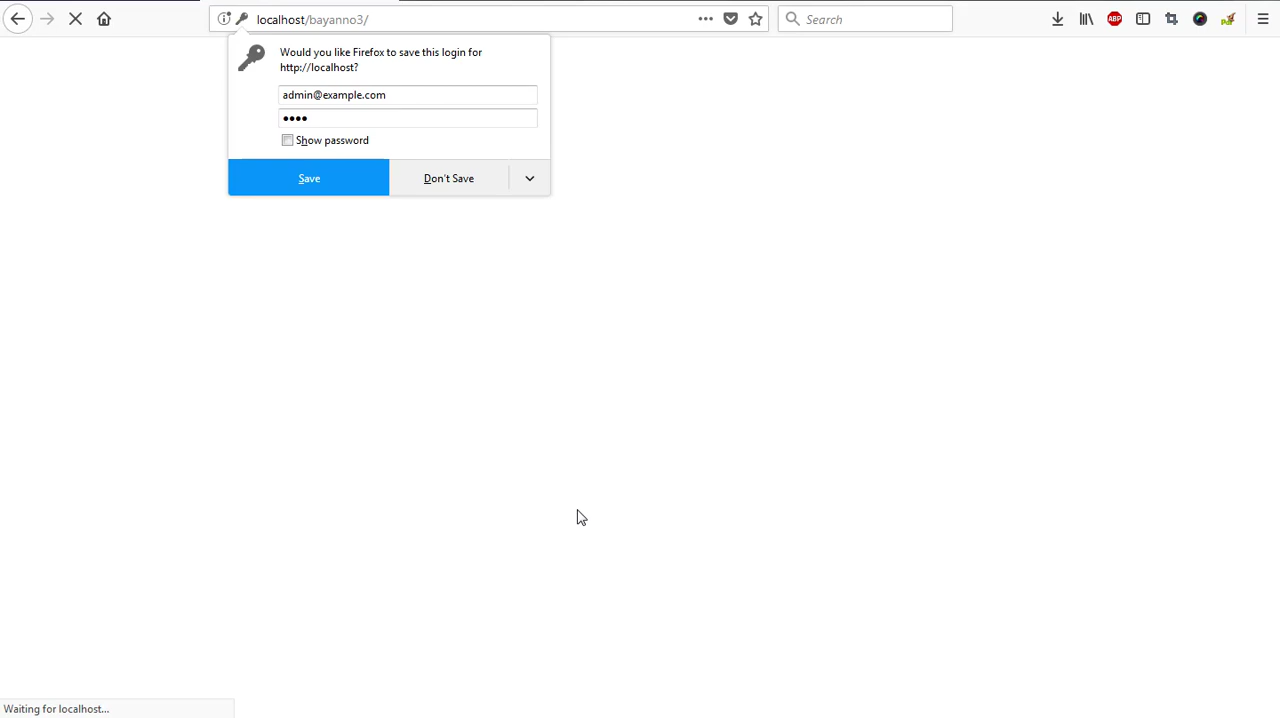 localhost/bayanno3/
Search
ABP
Would you like Firefox to save this login for
http://localhost?
admin@example.com
••••
Show password
Save
Don't Save
Waiting for localhost...